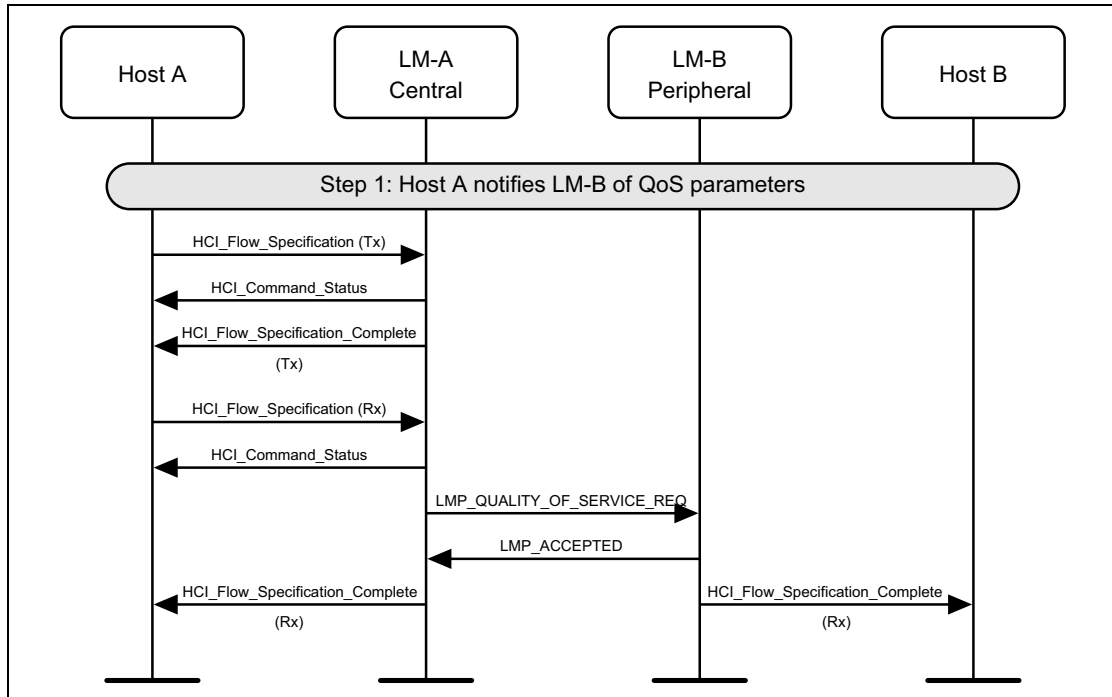 Host A
LM-A
Central
LM-B
Peripheral
Host B
Step 1: Host A notifies LM-B of QoS parameters
HCI_Flow_Specification (Tx)
HCI_Command_Status
HCI_Flow_Specification_Complete
(Tx)
HCI_Flow_Specification (Rx)
HCI_Command_Status
LMP_QUALITY_OF_SERVICE_REQ
LMP_ACCEPTED
HCI_Flow_Specification_Complete
(Rx)
HCI_Flow_Specification_Complete
(Rx)